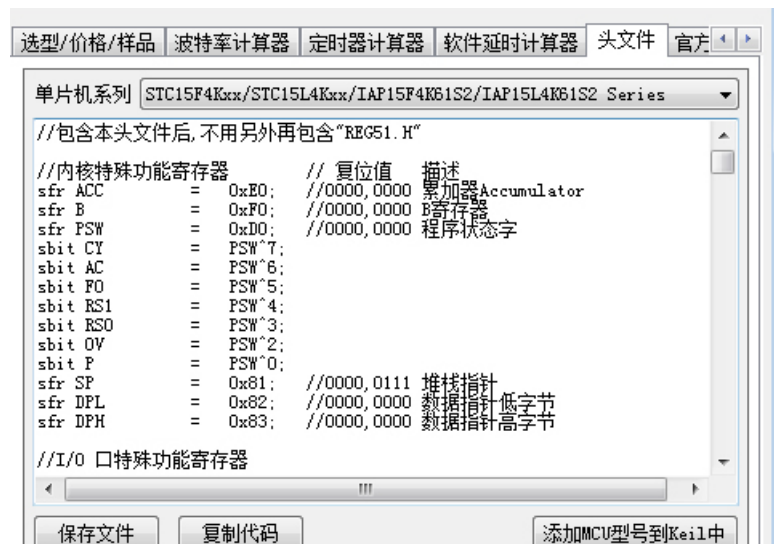 选型/价格/样品 波特率计算器 定时器计算器 软件延时计算器 头文件 官方
单片机系列 STC15F4Kxx/STC15L4Kxx/IAP15F4K61S2/IAP15L4K61S2 Series
//包含本头文件后,不用另外再包含"REG51.H"
//内核特殊功能寄存器 // 复位值 描述
sfr ACC = 0xE0; //0000,0000 累加器Accumulator
sfr B = 0xF0; //0000,0000 B寄存器
sfr PSW = 0xD0; //0000,0000 程序状态字
sbit CY = PSW^7;
sbit AC = PSW^6;
sbit F0 = PSW^5;
sbit RS1 = PSW^4;
sbit RS0 = PSW^3;
sbit OV = PSW^2;
sbit P = PSW^0;
sfr SP = 0x81; //0000,0111 堆栈指针
sfr DPL = 0x82; //0000,0000 数据指针低字节
sfr DPH = 0x83; //0000,0000 数据指针高字节
//I/O 口特殊功能寄存器
保存文件 复制代码 添加MCU型号到Keil中